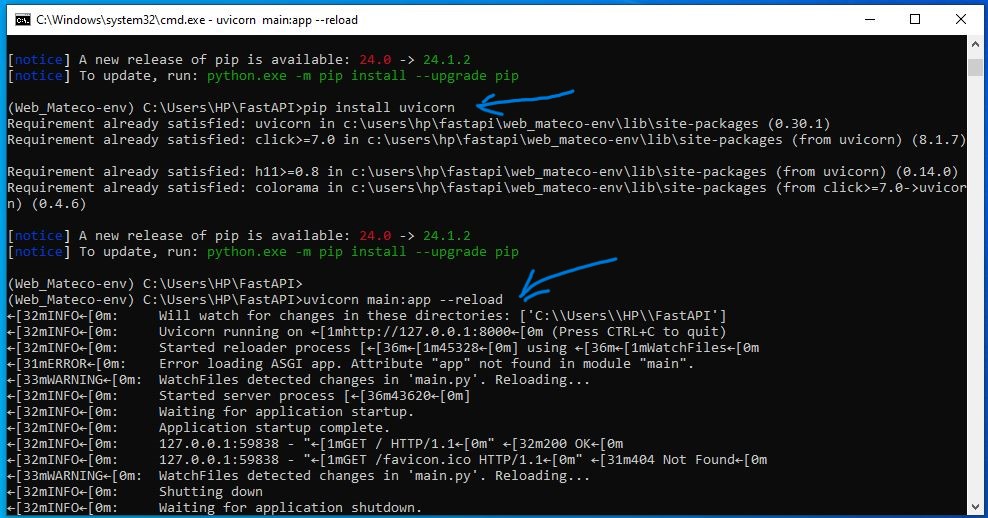 C:\Windows\system32\cmd.exe - uvicorn  main:app --reload
[notice] A new release of pip is available: 24.0 -> 24.1.2
[notice] To update, run: python.exe -m pip install --upgrade pip
(Web_Mateco-env) C:\Users\HP\FastAPI>pip install uvicorn
Requirement already satisfied: uvicorn in c:\users\hp\fastapi\web_mateco-env\lib\site-packages (0.30.1)
Requirement already satisfied: click>=7.0 in c:\users\hp\fastapi\web_mateco-env\lib\site-packages (from uvicorn) (8.1.7)
Requirement already satisfied: h11>=0.8 in c:\users\hp\fastapi\web_mateco-env\lib\site-packages (from uvicorn) (0.14.0)
Requirement already satisfied: colorama in c:\users\hp\fastapi\web_mateco-env\lib\site-packages (from click>=7.0->uvicor
n) (0.4.6)
[notice] A new release of pip is available: 24.0 -> 24.1.2
[notice] To update, run: python.exe -m pip install --upgrade pip
(Web_Mateco-env) C:\Users\HP\FastAPI>
(Web_Mateco-env) C:\Users\HP\FastAPI>uvicorn main:app --reload
←[32mINFO←[0m:     Will watch for changes in these directories: ['C:\\Users\\HP\\FastAPI']
←[32mINFO←[0m:     Uvicorn running on ←[1mhttp://127.0.0.1:8000←[0m (Press CTRL+C to quit)
←[32mINFO←[0m:     Started reloader process [←[36m←[1m45328←[0m] using ←[36m←[1mWatchFiles←[0m
←[31mERROR←[0m:    Error loading ASGI app. Attribute "app" not found in module "main".
←[33mWARNING←[0m:  WatchFiles detected changes in 'main.py'. Reloading...
←[32mINFO←[0m:     Started server process [←[36m43620←[0m]
←[32mINFO←[0m:     Waiting for application startup.
←[32mINFO←[0m:     Application startup complete.
←[32mINFO←[0m:     127.0.0.1:59838 - "←[1mGET / HTTP/1.1←[0m" ←[32m200 OK←[0m
←[32mINFO←[0m:     127.0.0.1:59838 - "←[1mGET /favicon.ico HTTP/1.1←[0m" ←[31m404 Not Found←[0m
←[33mWARNING←[0m:  WatchFiles detected changes in 'main.py'. Reloading...
←[32mINFO←[0m:     Shutting down
←[32mINFO←[0m:     Waiting for application shutdown.